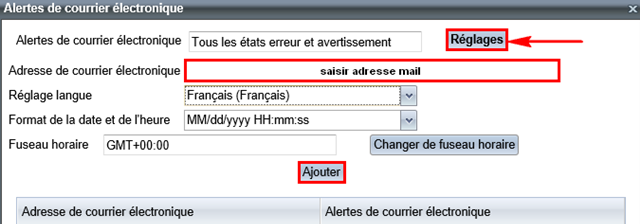 Alertes de courrier électronique
Alertes de courrier électronique Tous les états erreur et avertissement Réglages
Adresse de courrier électronique saisir adresse mail
Réglage langue Français (Français)
Format de la date et de l'heure MM/dd/yyyy HH:mm:ss
Fuseau horaire GMT+00:00 Changer de fuseau horaire
Ajouter
Adresse de courrier électronique Alertes de courrier électronique